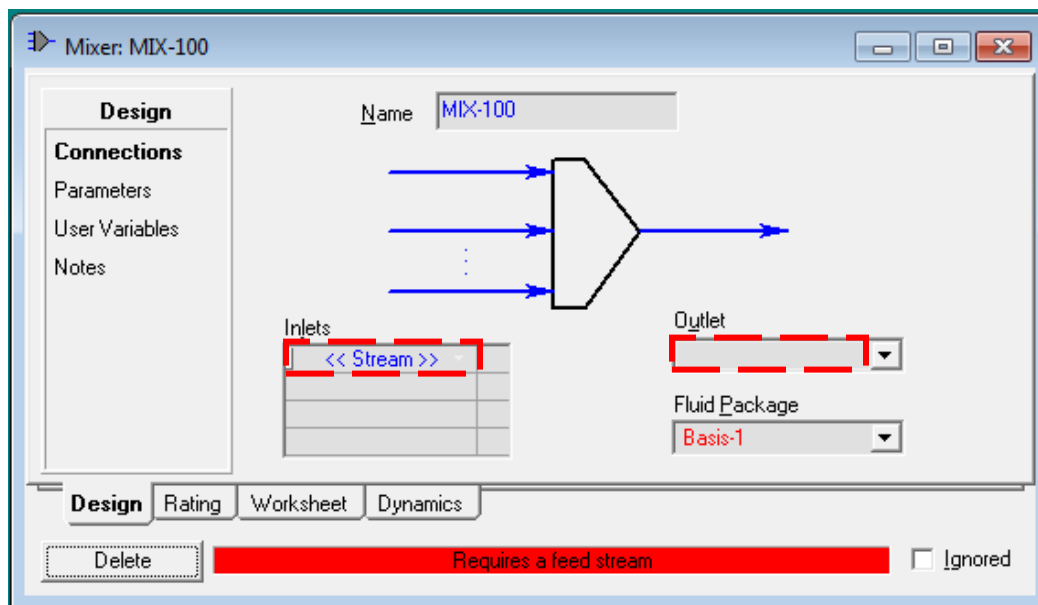 Mixer: MIX-100
Design
Connections
Parameters
User Variables
Notes
Name MIX-100
Inlets
<< Stream >>
Outlet
Fluid Package
Basis-1
Design Rating Worksheet Dynamics
Delete Requires a feed stream Ignored